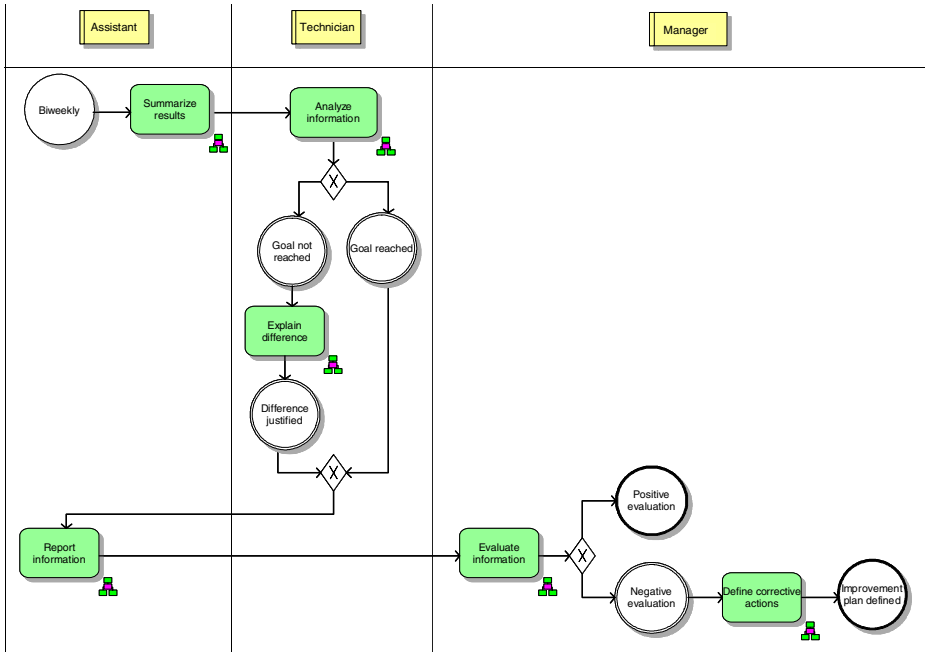 Assistant
Technician
Manager
Biweekly
Summarize
results
Analyze
information
X
Goal not
reached
Goal reached
Explain
difference
Difference
justified
X
Report
information
Evaluate
information
X
Positive
evaluation
Negative
evaluation
Define corrective
actions
Improvement
plan defined